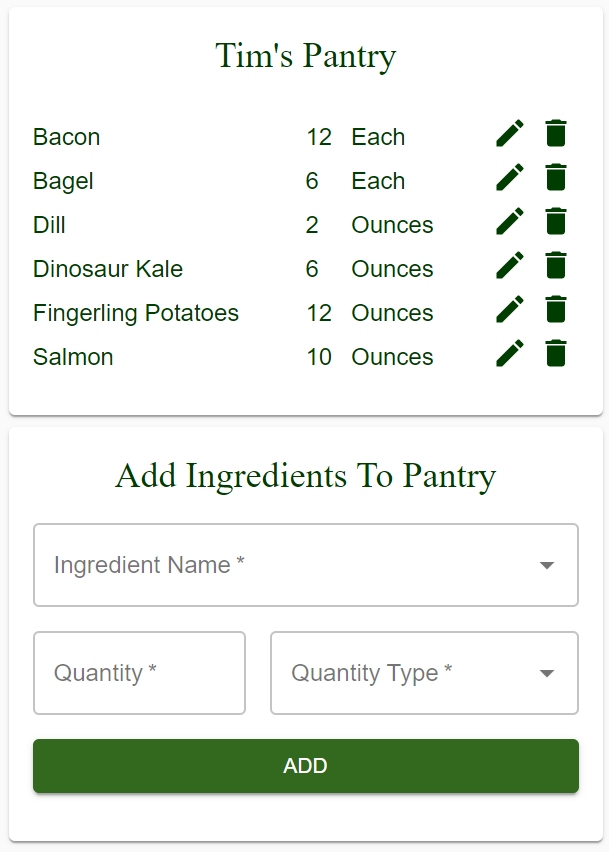 Tim's Pantry
Bacon 12 Each
Bagel 6 Each
Dill 2 Ounces
Dinosaur Kale 6 Ounces
Fingerling Potatoes 12 Ounces
Salmon 10 Ounces
Add Ingredients To Pantry
Ingredient Name *
Quantity * Quantity Type *
ADD